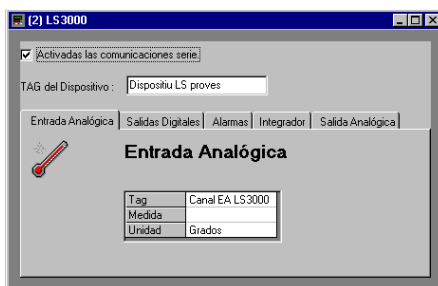 (2) LS3000
Activadas las comunicaciones serie.
TAG del Dispositivo : Dispositiu LS proves
Entrada Analógica Salidas Digitales Alarmas Integrador Salida Analógica
Entrada Analógica
Tag Canal EA LS3000
Medida
Unidad Grados